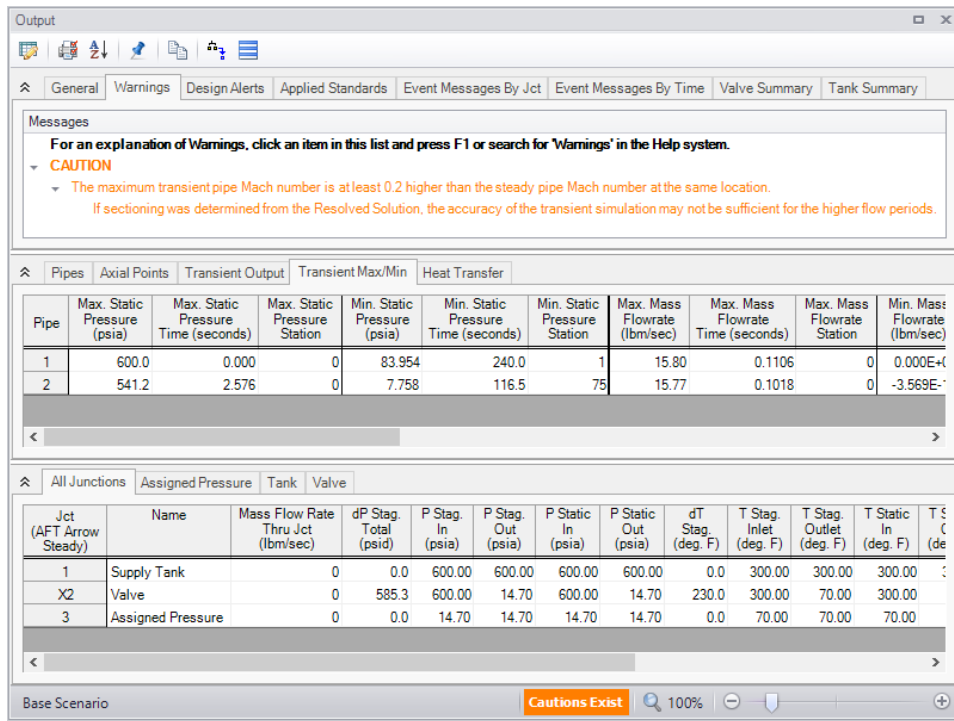 Output
General Warnings Design Alerts Applied Standards Event Messages By Jct Event Messages By Time Valve Summary Tank Summary
Messages
For an explanation of Warnings, click an item in this list and press F1 or search for 'Warnings' in the Help system.
CAUTION
The maximum transient pipe Mach number is at least 0.2 higher than the steady pipe Mach number at the same location.
If sectioning was determined from the Resolved Solution, the accuracy of the transient simulation may not be sufficient for the higher flow periods.
Pipes Axial Points Transient Output Transient Max/Min Heat Transfer
Max. Static Max. Static Max. Static Min. Static Min. Static Min. Static Max. Mass Max. Mass Max. Mass Min. Mass
Pipe Pressure Pressure Pressure Pressure Pressure Pressure Flowrate Flowrate Flowrate Flowrate
(psia) Time (seconds) Station (psia) Time (seconds) Station (lbm/sec) Time (seconds) Station (lbm/sec)
1 600.0 0.000 0 83.954 240.0 1 15.80 0.1106 0 0.000E+
2 541.2 2.576 0 7.758 116.5 75 15.77 0.1018 0 -3.569E-
All Junctions Assigned Pressure Tank Valve
Jct Name Mass Flow Rate dP Stag. P Stag. P Stag. P Static P Static dT T Stag. T Stag. T Static T S
(AFT Arrow Thru Jct Total In Out In Out Stag. Inlet Outlet In
Steady) (lbm/sec) (psid) (psia) (psia) (psia) (psia) (deg. F) (deg. F) (deg. F) (deg. F) (de
1 Supply Tank 0 0.0 600.00 600.00 600.00 600.00 0.0 300.00 300.00 300.00
X2 Valve 0 585.3 600.00 14.70 600.00 14.70 230.0 300.00 70.00 300.00
3 Assigned Pressure 0 0.0 14.70 14.70 14.70 14.70 0.0 70.00 70.00 70.00
Base Scenario Cautions Exist 100%